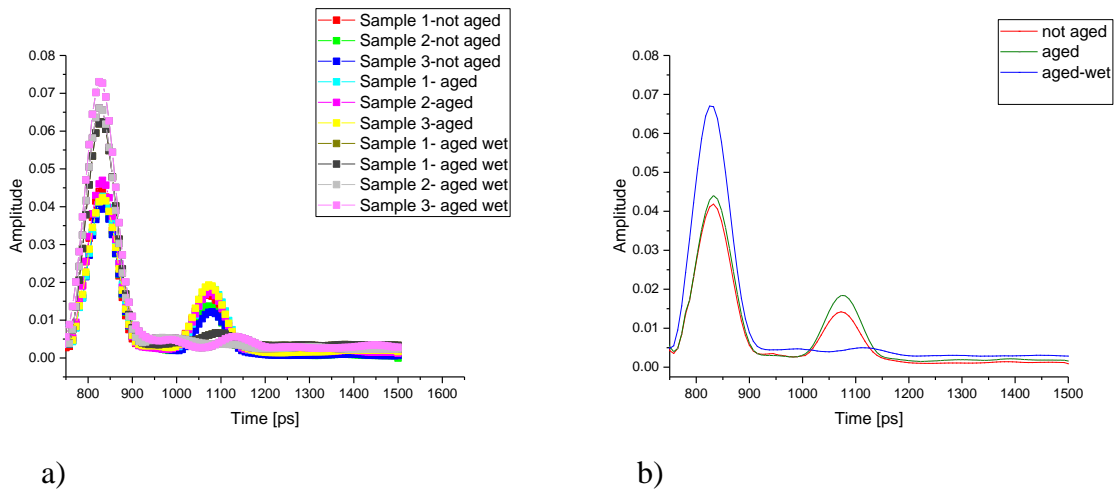 Sample 1-not aged
Sample 2-not aged
Sample 3-not aged
Sample 1- aged
Sample 2-aged
Sample 3-aged
Sample 1- aged wet
Sample 1- aged wet
Sample 2- aged wet
Sample 3- aged wet
0.08
0.07
0.06
0.05
0.04
0.03
0.02
0.01
0.00
Amplitude
800 900 1000 1100 1200 1300 1400 1500 1600
Time [ps]
a)
not aged
aged
aged-wet
0.08
0.07
0.06
0.05
0.04
0.03
0.02
0.01
0.00
Amplitude
800 900 1000 1100 1200 1300 1400 1500
Time [ps]
b)